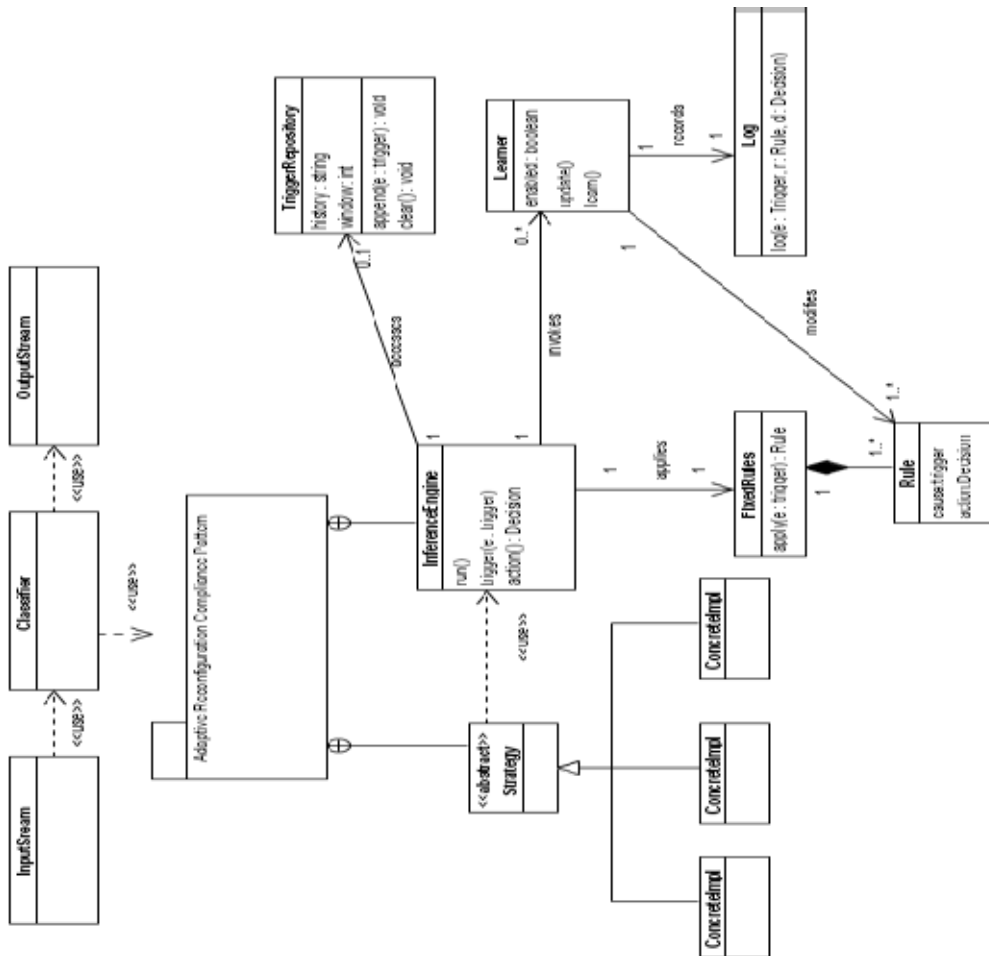 InputSream
<<use>>
Classifier
<<use>>
OutputStream
<<use>>
Adaptive Reconfiguration Compliance Pattern
TriggerRepository
history : string
window: int
append(e : trigger) : void
clear() : void
0..1
accesses
1
InferenceEngine
run()
trigger(e : trigger)
action() : Decision
1
invokes
0..*
Learner
enabled : boolean
update()
learn()
1
records
1
Log
log(e : Trigger, r : Rule, d : Decision)
1
modifies
1..*
<<use>>
<<abstract>>
Strategy
1
applies
1
FixedRules
apply(e : trigger) : Rule
1
1..*
Rule
cause:trigger
action:Decision
ConcreteImpl
ConcreteImpl
ConcreteImpl